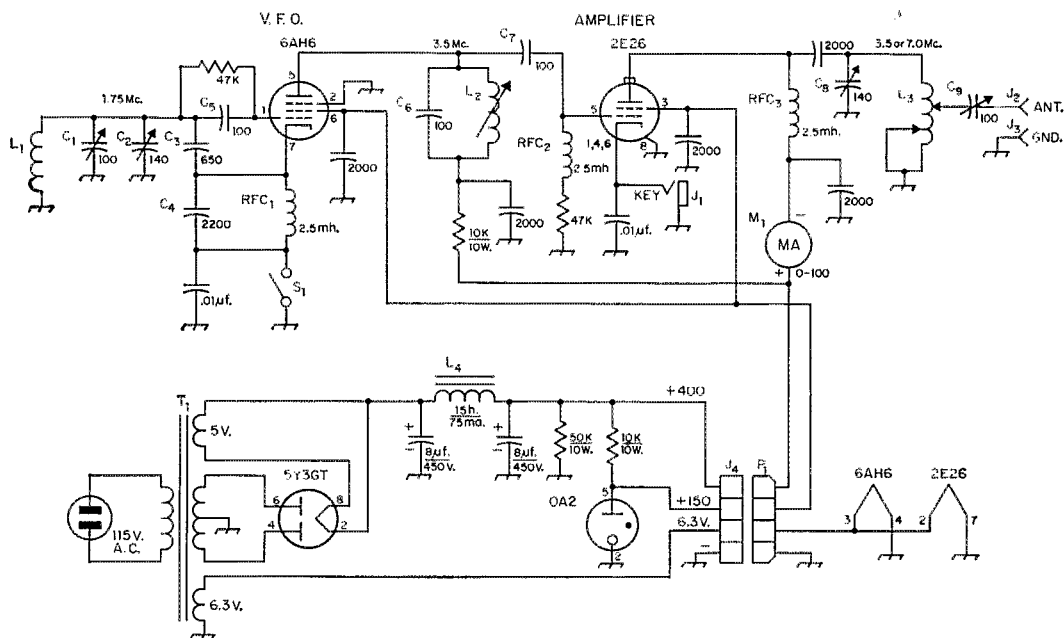 V. F. O.
6AH6
AMPLIFIER
2E26
3.5 Mc.
C7
100
2000
3.5 or 7.0 Mc.
47K
1.75 Mc.
C5
100
1
5
2
6
7
L1
C1
100
C2
140
C3
650
C4
2200
RFC1
2.5mh.
2000
.01µf.
S1
C6
100
L2
10K
10W.
2000
RFC2
2.5mh
47K
5
3
1,4,6
8
2000
KEY
J1
.01µf.
RFC3
2.5mh.
C8
140
L3
C9
100
J2
ANT.
J3
GND.
2000
M1
MA
−
+
0-100
T1
5V.
115V.
A.C.
6.3V.
5Y3GT
6
4
8
2
L4
15h.
75ma.
+
−
8µf.
450V.
+
−
8µf.
450V.
50K
10W.
10K
10W.
OA2
5
2
+400
+150
6.3V.
−
J4
P1
6AH6
3
4
2E26
2
7